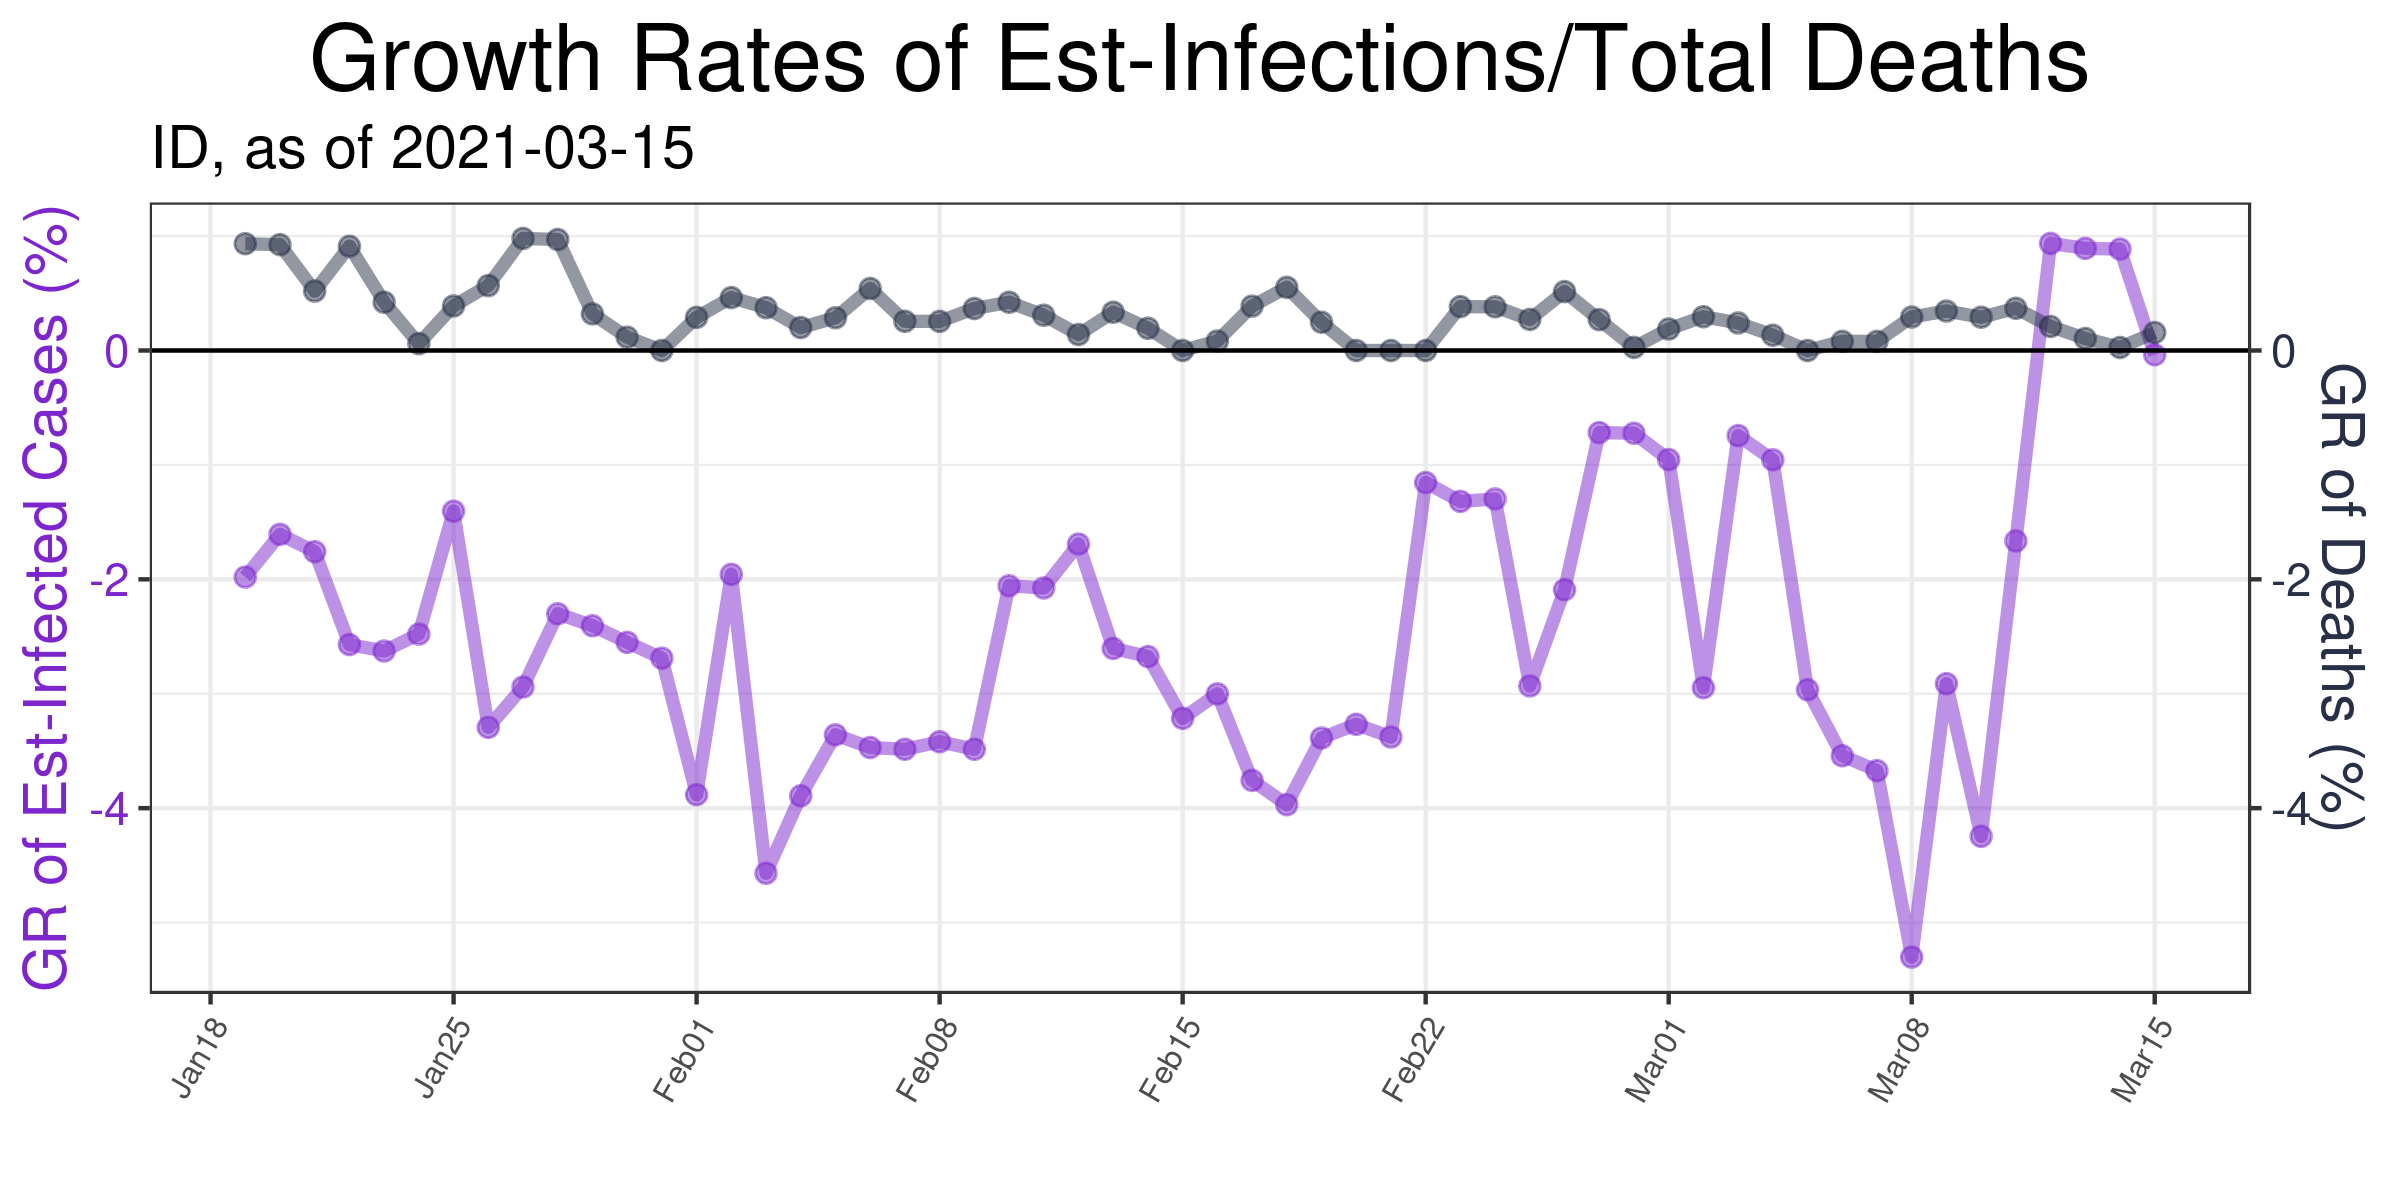 Growth Rates of Est-Infections/Total Deaths
ID, as of 2021-03-15
GR of Est-Infected Cases (%)
0
-2
-4
0
-2
-4
GR of Deaths (%)
Jan18
Jan25
Feb01
Feb08
Feb15
Feb22
Mar01
Mar08
Mar15